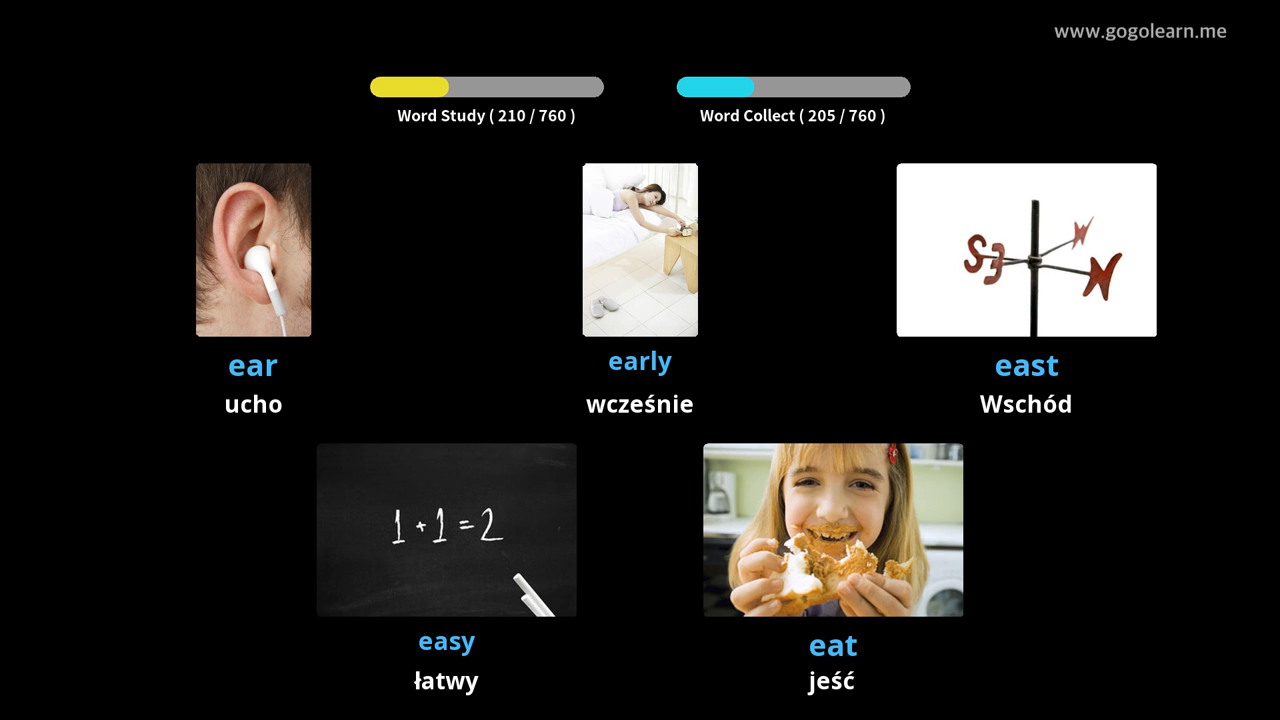 www.gogolearn.me
Word Study ( 210 / 760 )
Word Collect ( 205 / 760 )
S E N N
ear
ucho
early
wcześnie
east
Wschód
1 + 1 = 2
easy
łatwy
eat
jeść